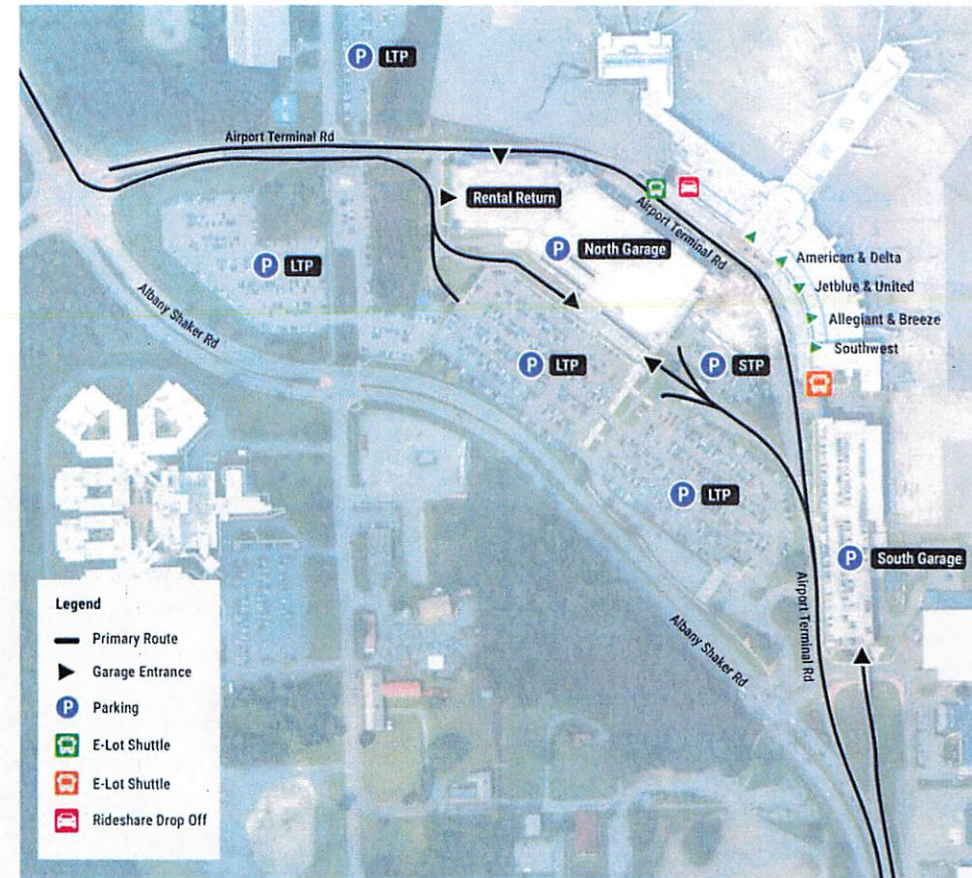 P LTP
Airport Terminal Rd
Rental Return
Airport Terminal Rd
P North Garage
P LTP
American & Delta
Jetblue & United
Albany Shaker Rd
Allegiant & Breeze
Southwest
P LTP
P STP
P LTP
P South Garage
Airport Terminal Rd
Albany Shaker Rd
Legend
Primary Route
Garage Entrance
P Parking
E-Lot Shuttle
E-Lot Shuttle
Rideshare Drop Off